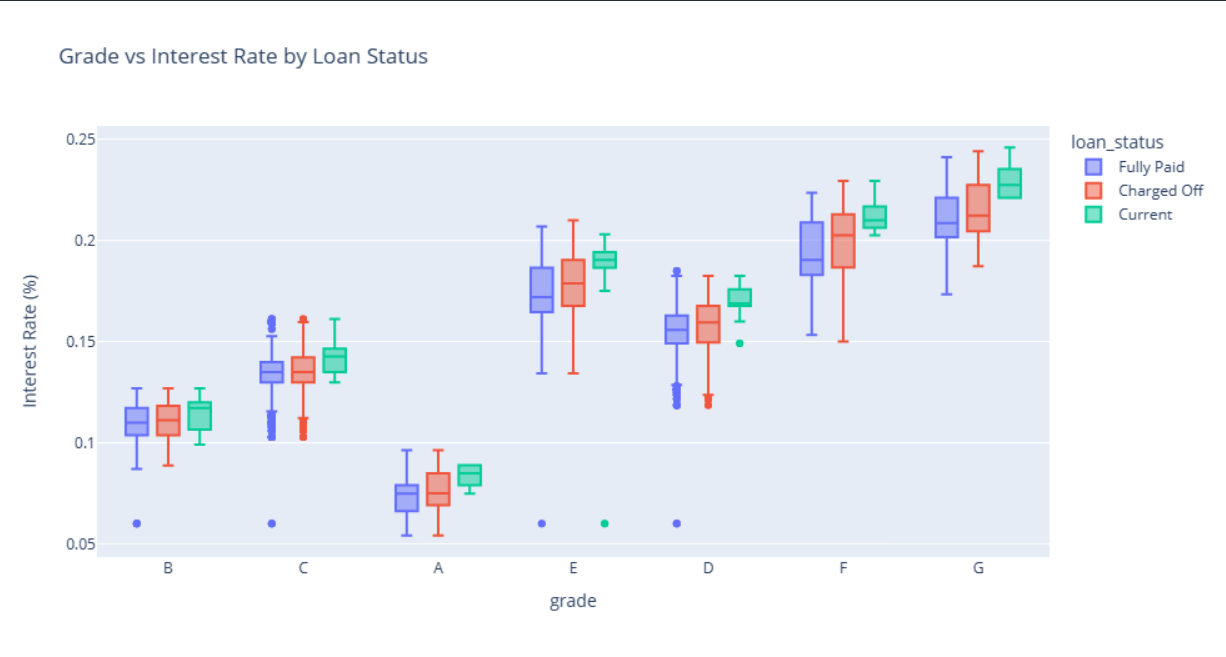 Grade vs Interest Rate by Loan Status
0.25
0.2
0.15
0.1
0.05
Interest Rate (%)
B C A E D F G
grade
loan_status
Fully Paid
Charged Off
Current